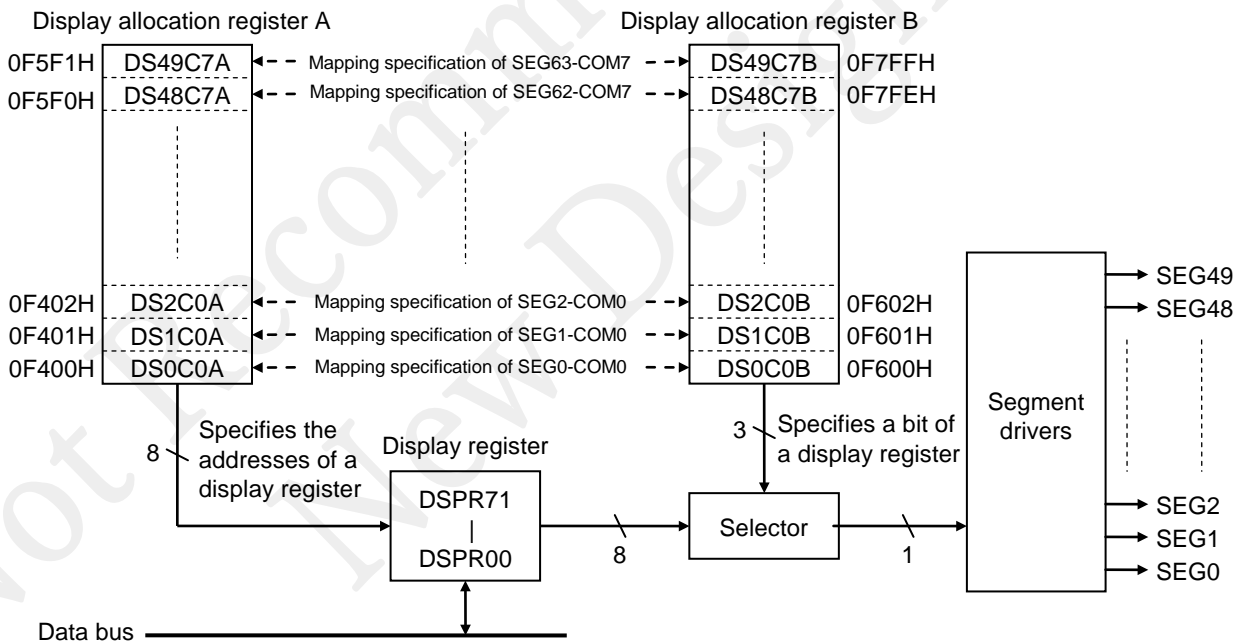 Display allocation register A
Display allocation register B
0F5F1H DS49C7A Mapping specification of SEG63-COM7 DS49C7B 0F7FFH
0F5F0H DS48C7A Mapping specification of SEG62-COM7 DS48C7B 0F7FEH
0F402H DS2C0A Mapping specification of SEG2-COM0 DS2C0B 0F602H
0F401H DS1C0A Mapping specification of SEG1-COM0 DS1C0B 0F601H
0F400H DS0C0A Mapping specification of SEG0-COM0 DS0C0B 0F600H
8
Specifies the
addresses of a
display register
Display register
DSPR71
DSPR00
8
3
Specifies a bit of
a display register
Selector
1
Segment
drivers
SEG49
SEG48
SEG2
SEG1
SEG0
Data bus
New Design